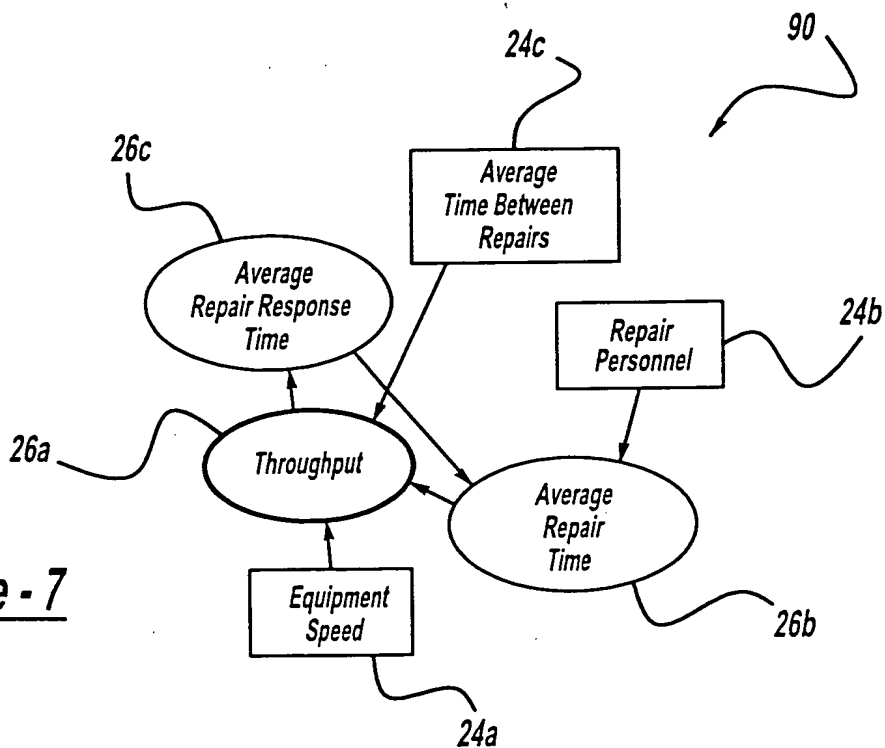 90
24c
26c
Average
Time Between
Repairs
Average
Repair Response
Time
24b
Repair
Personnel
26a
Throughput
Average
Repair
Time
e - 7
Equipment
Speed
26b
24a